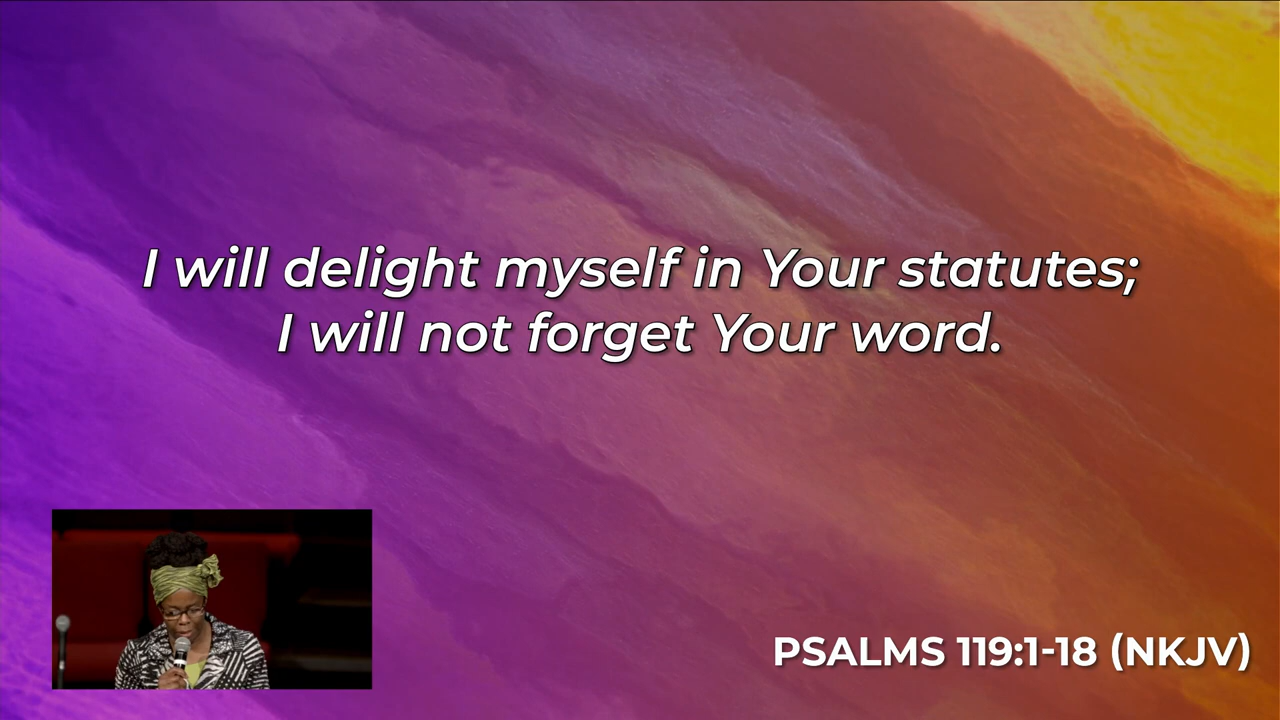 I will delight myself in Your statutes;
I will not forget Your word.
PSALMS 119:1-18 (NKJV)